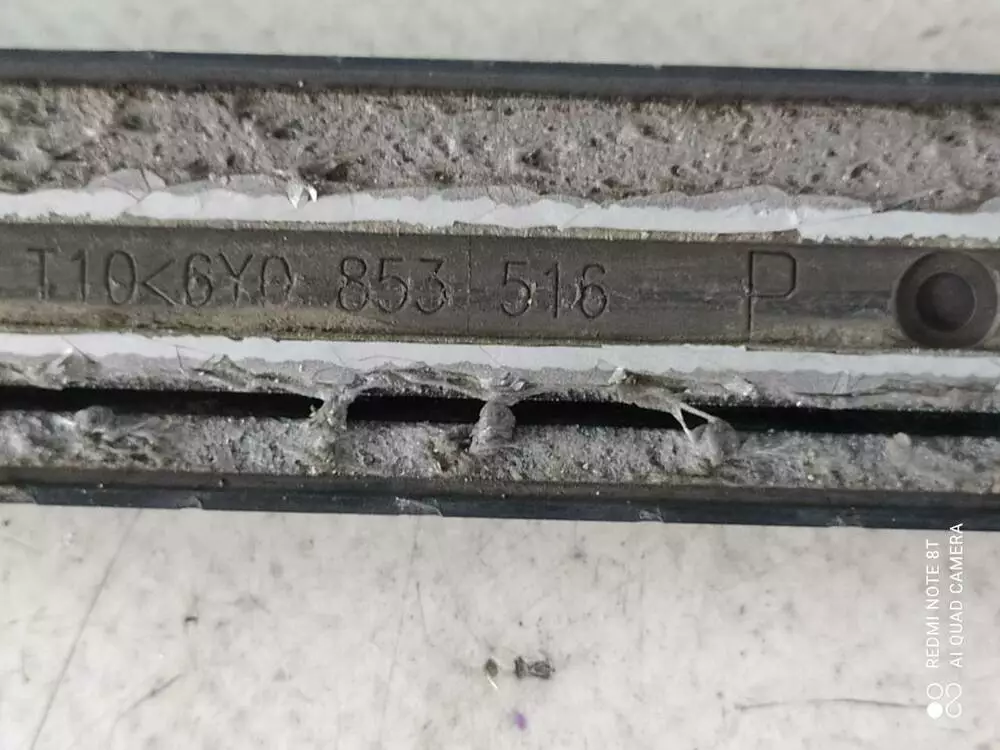 T10<6Y0 853 516 P
REDMI NOTE 8T
AI QUAD CAMERA